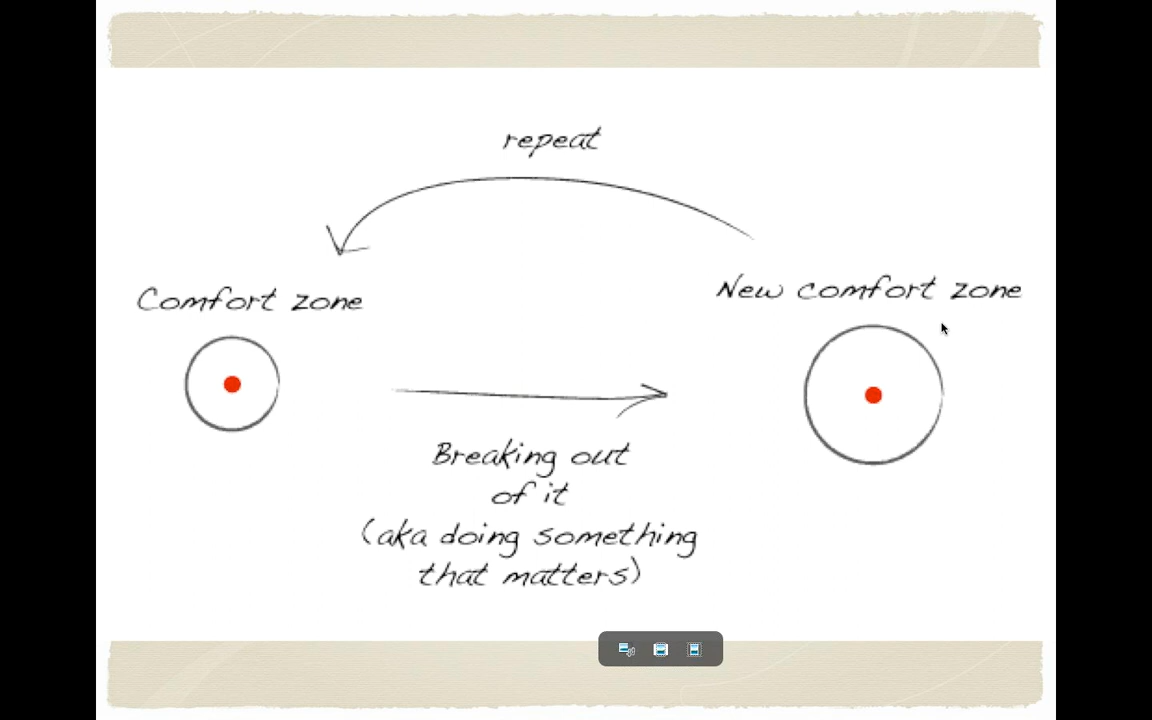 repeat
Comfort zone
New comfort zone
Breaking out
of it
(aka doing something
that matters)